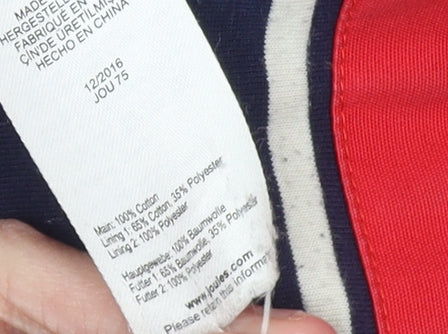 MADE
HERGESTELL
FABRIQUÉ EN
ÇİN'DE ÜRETİLMİ
HECHO EN CHINA
12/2016
JOU 75
Main: 100% Cotton
Lining 1: 65% Cotton, 35% Polyester
Lining 2: 100% Polyester
Hauptgewebe: 100% Baumwolle
Futter 1: 65% Baumwolle, 35% Polyester
Futter 2: 100% Polyester
www.joules.com
Please retain this informat